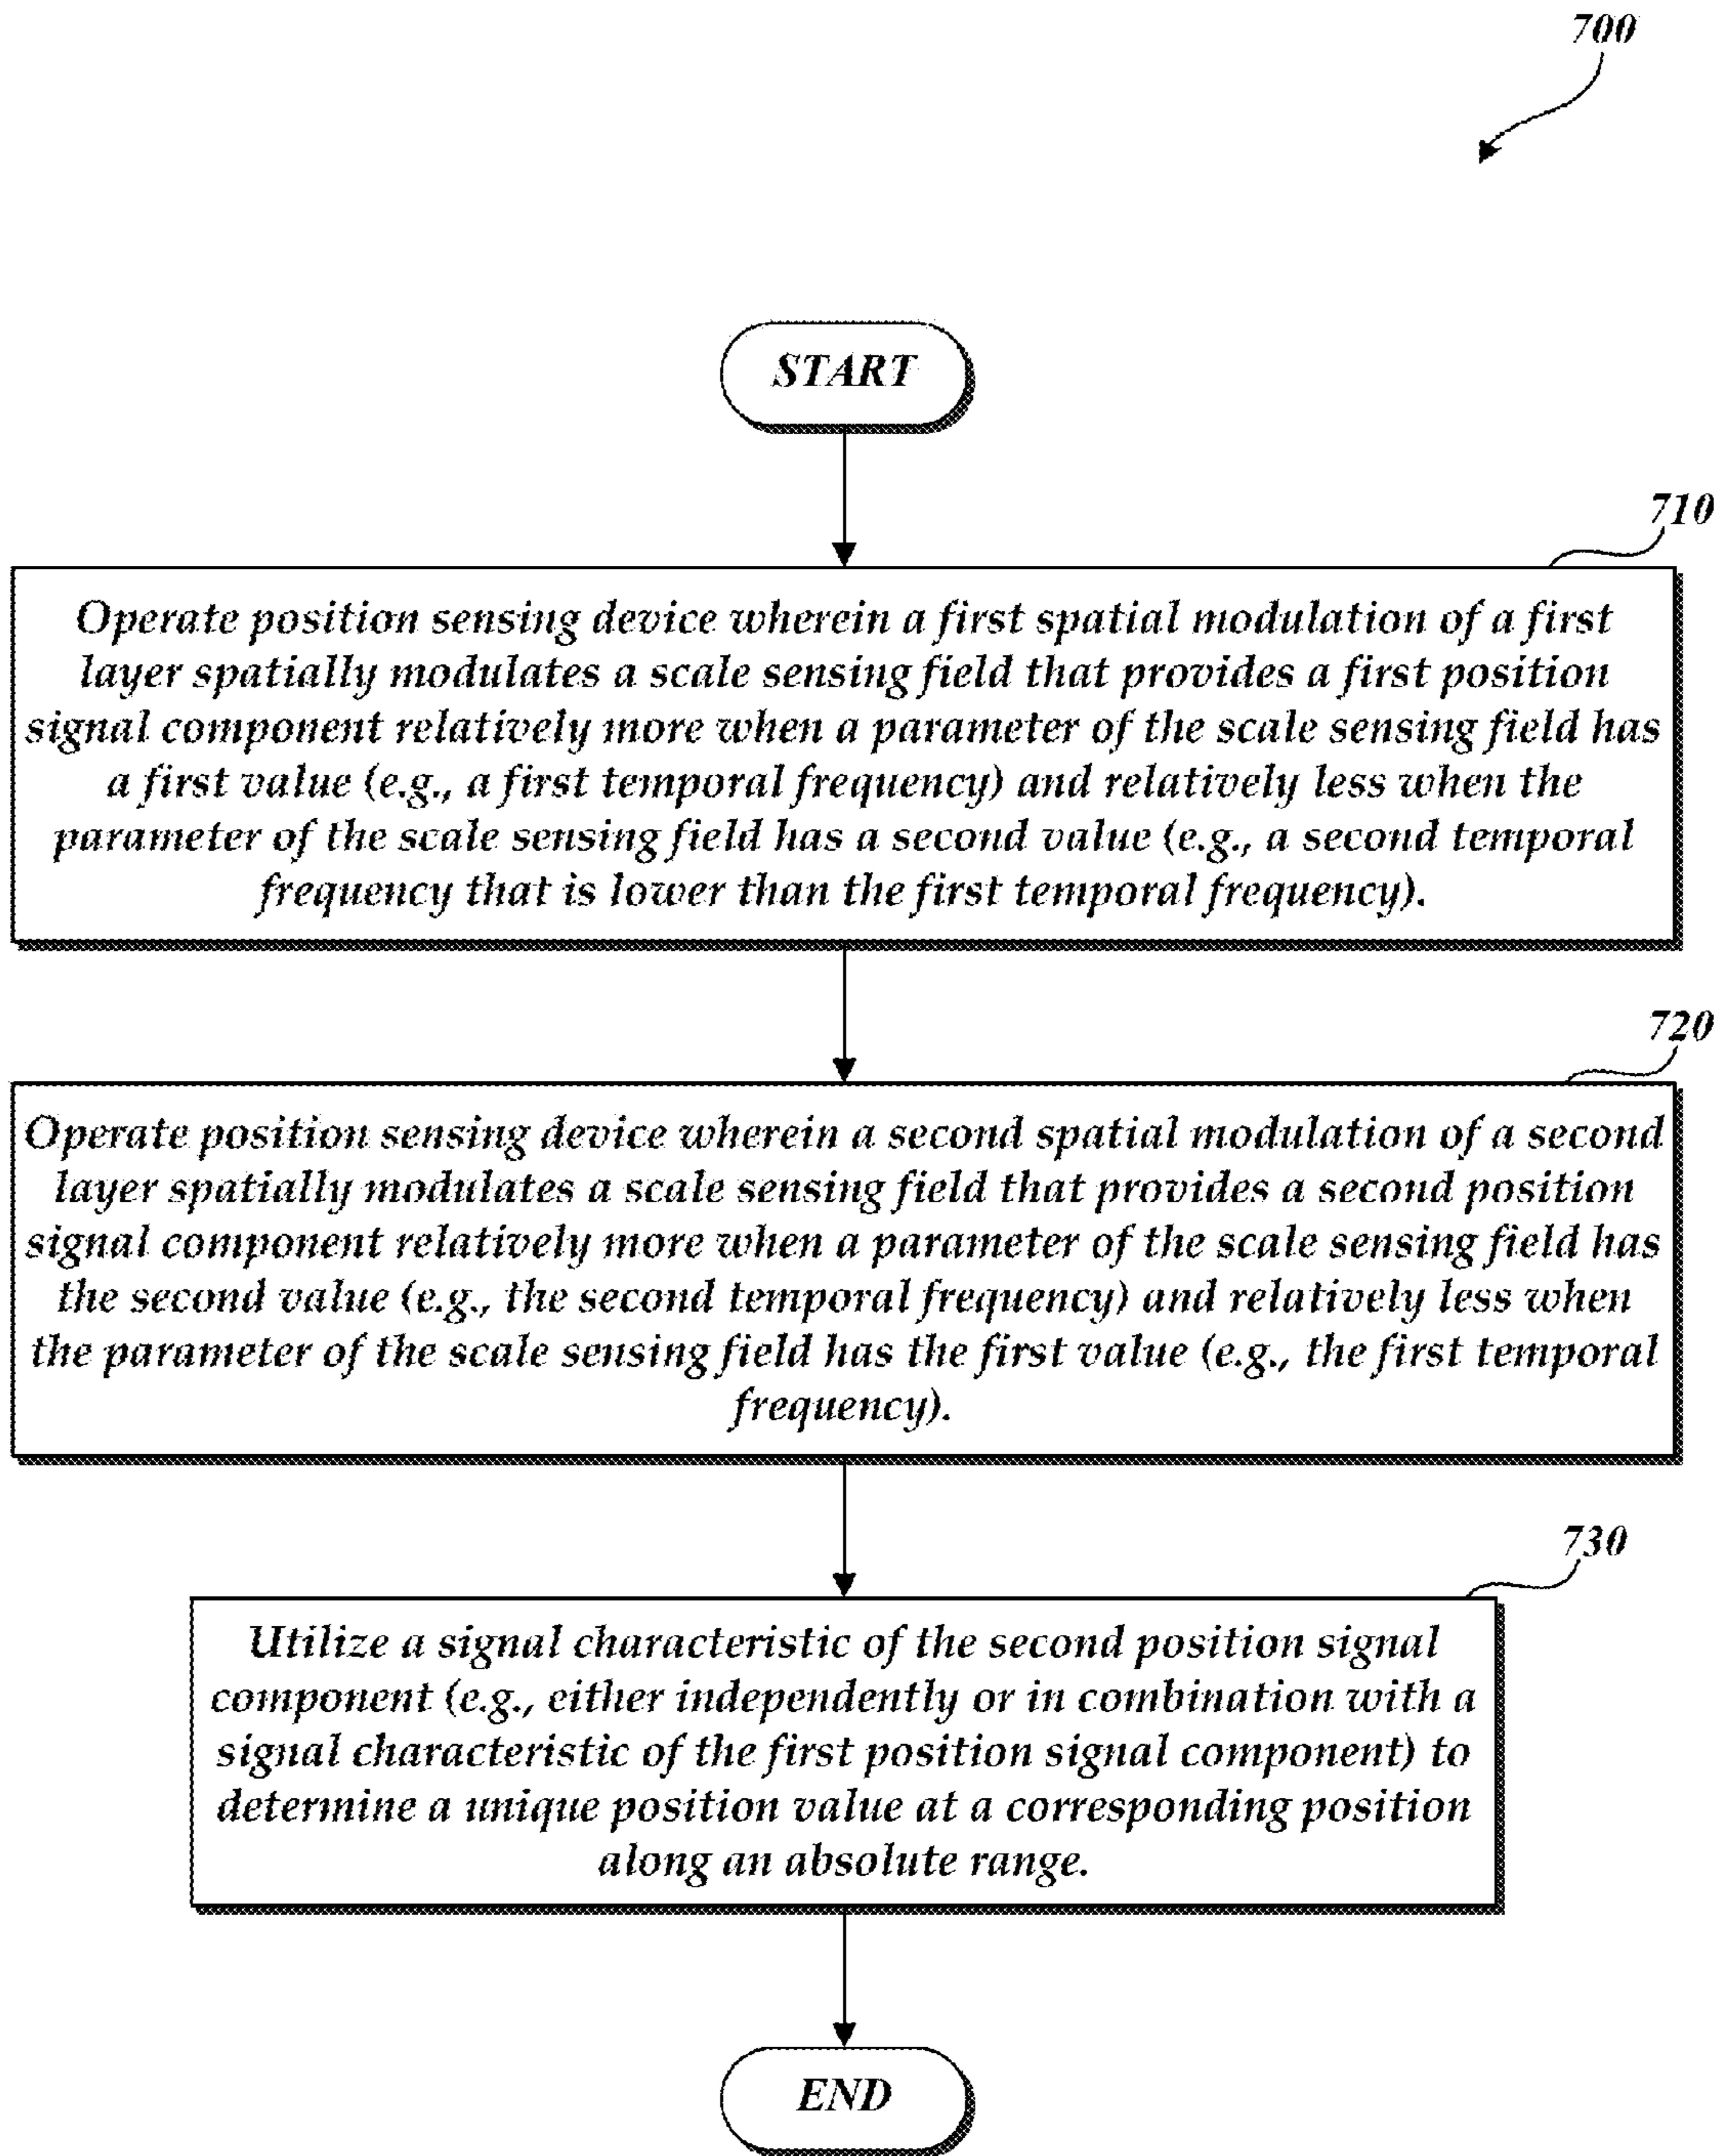 700
START
710
Operate position sensing device wherein a first spatial modulation of a first
layer spatially modulates a scale sensing field that provides a first position
signal component relatively more when a parameter of the scale sensing field has
a first value (e.g., a first temporal frequency) and relatively less when the
parameter of the scale sensing field has a second value (e.g., a second temporal
frequency that is lower than the first temporal frequency).
720
Operate position sensing device wherein a second spatial modulation of a second
layer spatially modulates a scale sensing field that provides a second position
signal component relatively more when a parameter of the scale sensing field has
the second value (e.g., the second temporal frequency) and relatively less when
the parameter of the scale sensing field has the first value (e.g., the first temporal
frequency).
730
Utilize a signal characteristic of the second position signal
component (e.g., either independently or in combination with a
signal characteristic of the first position signal component) to
determine a unique position value at a corresponding position
along an absolute range.
END